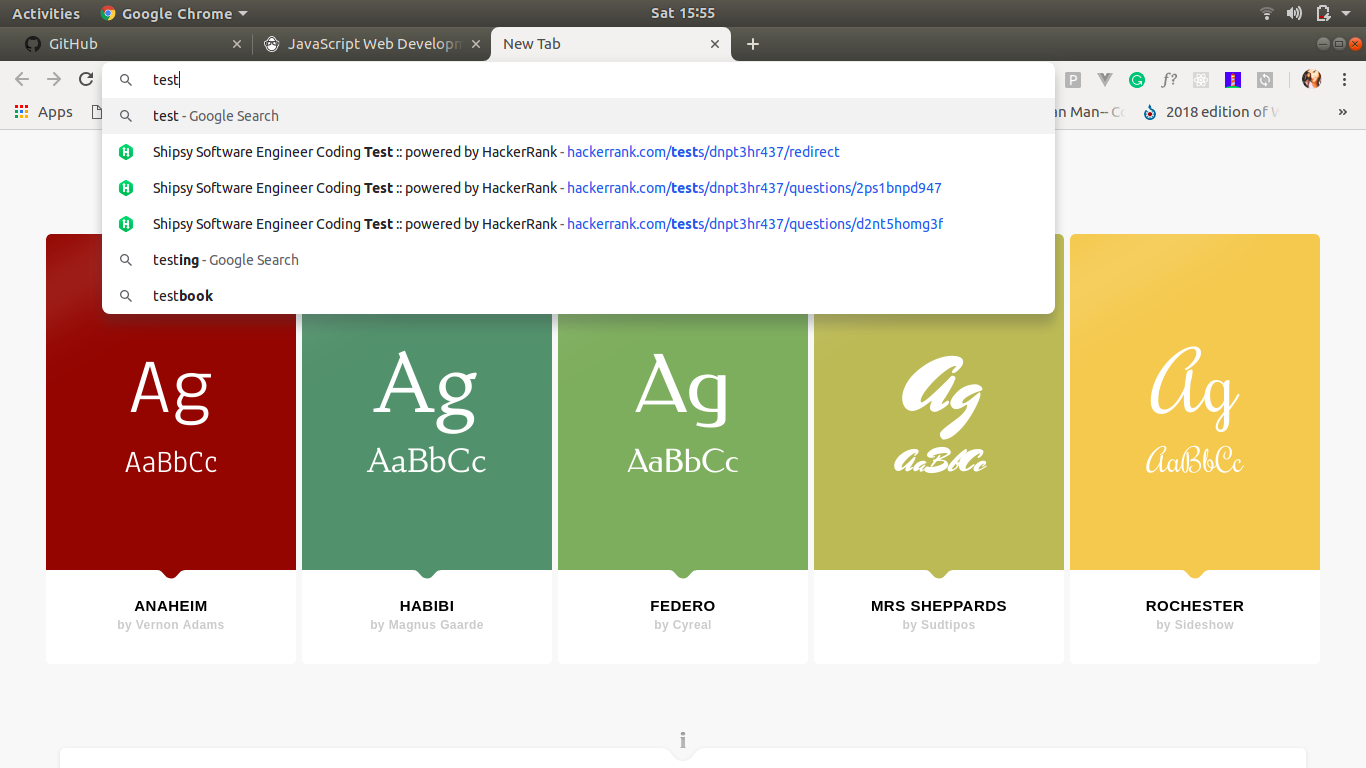 Activities Google Chrome Sat 15:55
GitHub JavaScript Web Developm New Tab
test
P f?
Apps an Man-- Co 2018 edition of V »
test - Google Search
Shipsy Software Engineer Coding Test :: powered by HackerRank - hackerrank.com/tests/dnpt3hr437/redirect
Shipsy Software Engineer Coding Test :: powered by HackerRank - hackerrank.com/tests/dnpt3hr437/questions/2ps1bnpd947
Shipsy Software Engineer Coding Test :: powered by HackerRank - hackerrank.com/tests/dnpt3hr437/questions/d2nt5homg3f
testing - Google Search
testbook
Ag Ag Ag Ag Ag
AaBbCc AaBbCc AaBbCc AaBbCc AaBbCc
ANAHEIM HABIBI FEDERO MRS SHEPPARDS ROCHESTER
by Vernon Adams by Magnus Gaarde by Cyreal by Sudtipos by Sideshow
i